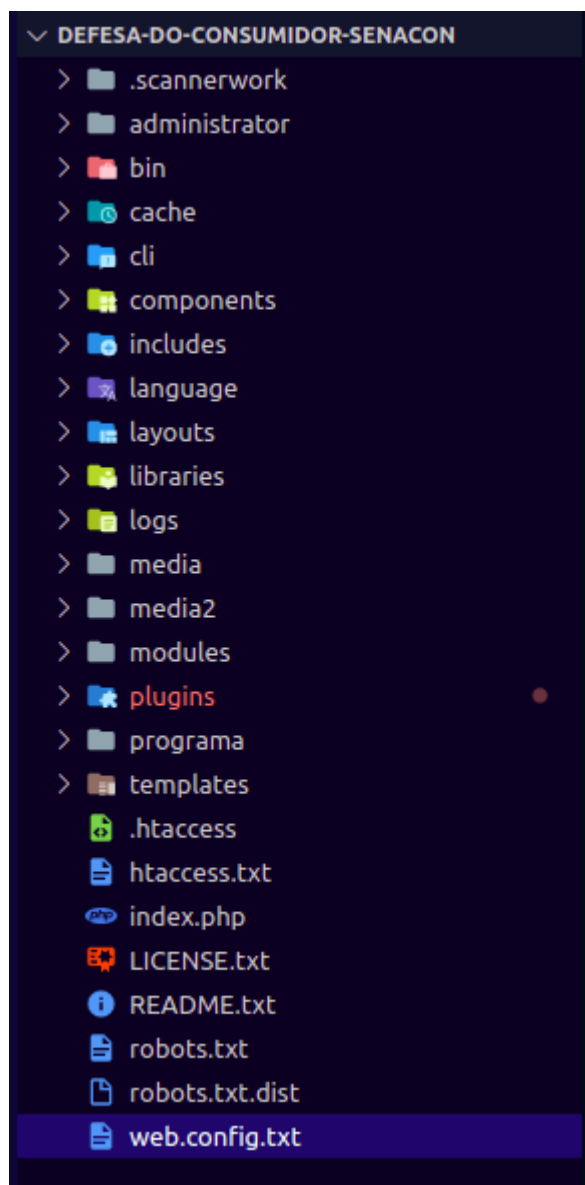 DEFESA-DO-CONSUMIDOR-SENACON
.scannerwork
administrator
bin
cache
cli
components
includes
language
layouts
libraries
logs
media
media2
modules
plugins
programa
templates
.htaccess
htaccess.txt
php index.php
LICENSE.txt
README.txt
robots.txt
robots.txt.dist
web.config.txt